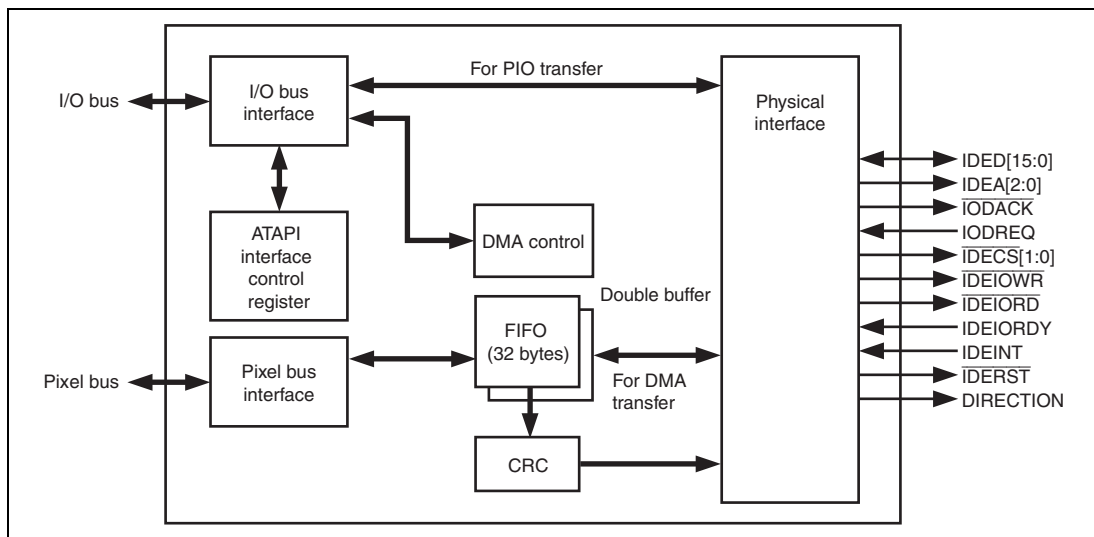 For PIO transfer
I/O bus
I/O bus
interface
Physical
interface
ATAPI
interface
control
register
DMA control
Double buffer
FIFO
(32 bytes)
Pixel bus
Pixel bus
interface
For DMA
transfer
CRC
IDED[15:0]
IDEA[2:0]
IODACK
IODREQ
IDECS[1:0]
IDEIOWR
IDEIORD
IDEIORDY
IDEINT
IDERST
DIRECTION